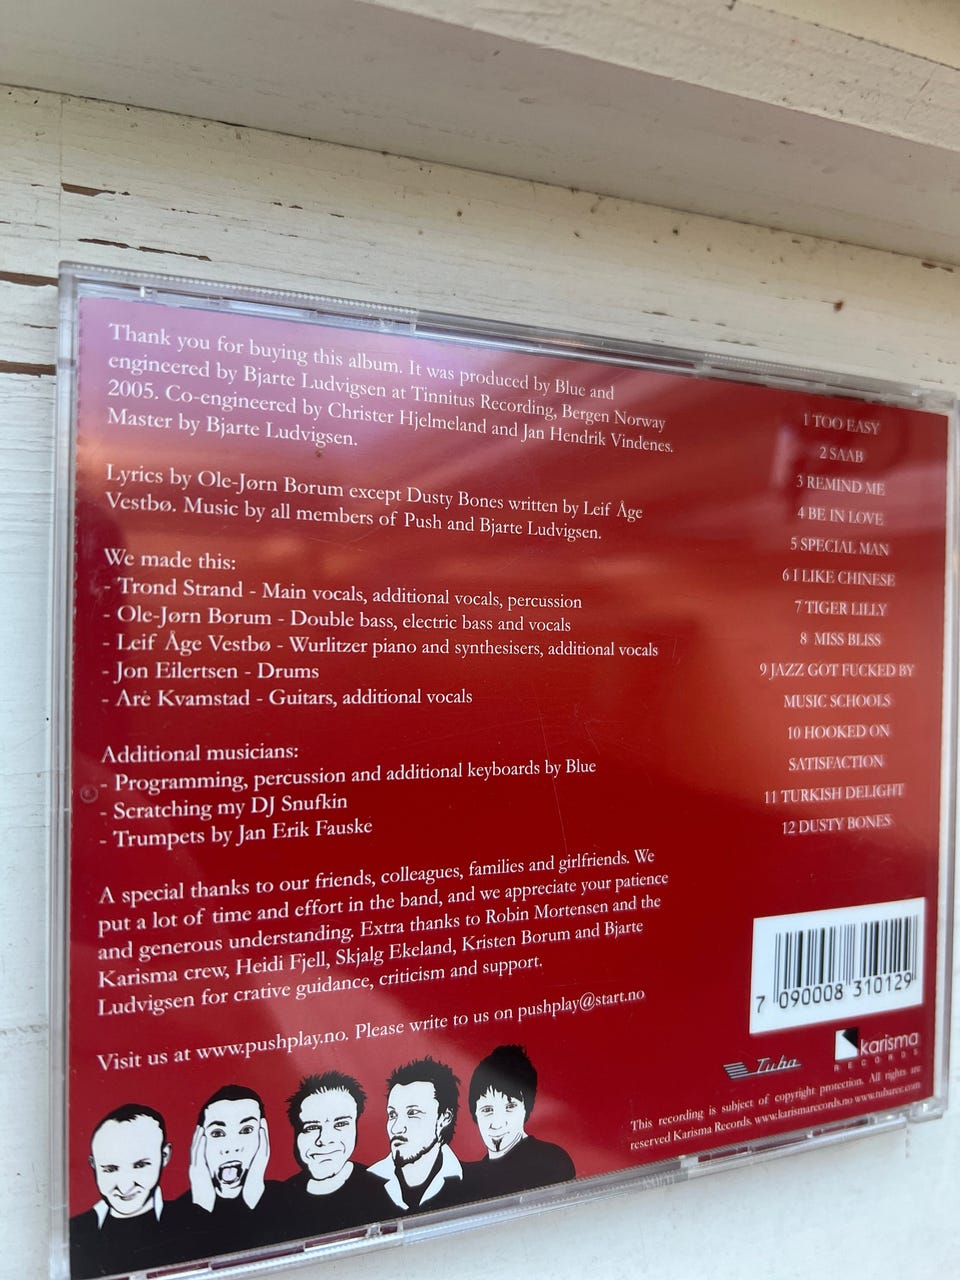 Thank you for buying this album. It was produced by Blue and
engineered by Bjarte Ludvigsen at Tinnitus Recording, Bergen Norway
2005. Co-engineered by Christer Hjelmeland and Jan Hendrik Vindenes.
Master by Bjarte Ludvigsen.
Lyrics by Ole-Jørn Borum except Dusty Bones written by Leif Åge
Vestbø. Music by all members of Push and Bjarte Ludvigsen.
We made this:
- Trond Strand - Main vocals, additional vocals, percussion
- Ole-Jørn Borum - Double bass, electric bass and vocals
- Leif Åge Vestbø - Wurlitzer piano and synthesisers, additional vocals
- Jon Eilertsen - Drums
- Are Kvamstad - Guitars, additional vocals
Additional musicians:
- Programming, percussion and additional keyboards by Blue
- Scratching my DJ Snufkin
- Trumpets by Jan Erik Fauske
A special thanks to our friends, colleagues, families and girlfriends. We
put a lot of time and effort in the band, and we appreciate your patience
and generous understanding. Extra thanks to Robin Mortensen and the
Karisma crew, Heidi Fjell, Skjalg Ekeland, Kristen Borum and Bjarte
Ludvigsen for crative guidance, criticism and support.
Visit us at www.pushplay.no. Please write to us on pushplay@start.no
1 TOO EASY
2 SAAB
3 REMIND ME
4 BE IN LOVE
5 SPECIAL MAN
6 I LIKE CHINESE
7 TIGER LILLY
8 MISS BLISS
9 JAZZ GOT FUCKED BY
MUSIC SCHOOLS
10 HOOKED ON
SATISFACTION
11 TURKISH DELIGHT
12 DUSTY BONES
7 090008 310129
Tuba
karisma
RECORDS
This recording is subject of copyright protection. All rights are
reserved Karisma Records. www.karismarecords.no www.tubarec.com